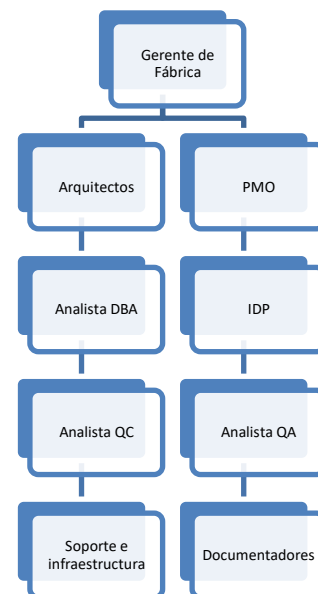 Gerente de
Fábrica
Arquitectos
PMO
Analista DBA
IDP
Analista QC
Analista QA
Soporte e
infraestructura
Documentadores